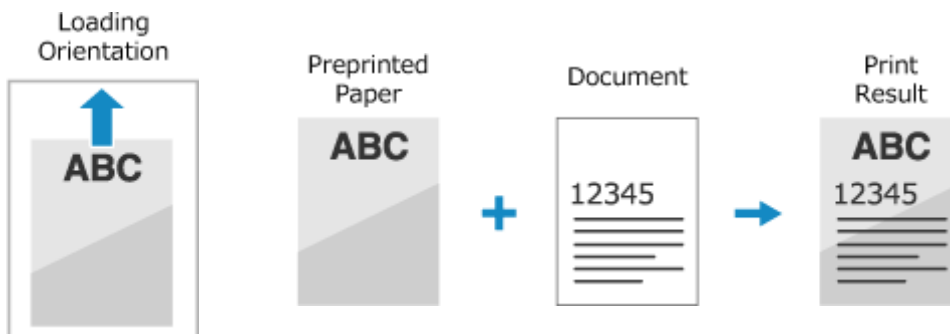 Loading
Orientation
ABC
Preprinted
Paper
ABC
Document
12345
Print
Result
ABC
12345